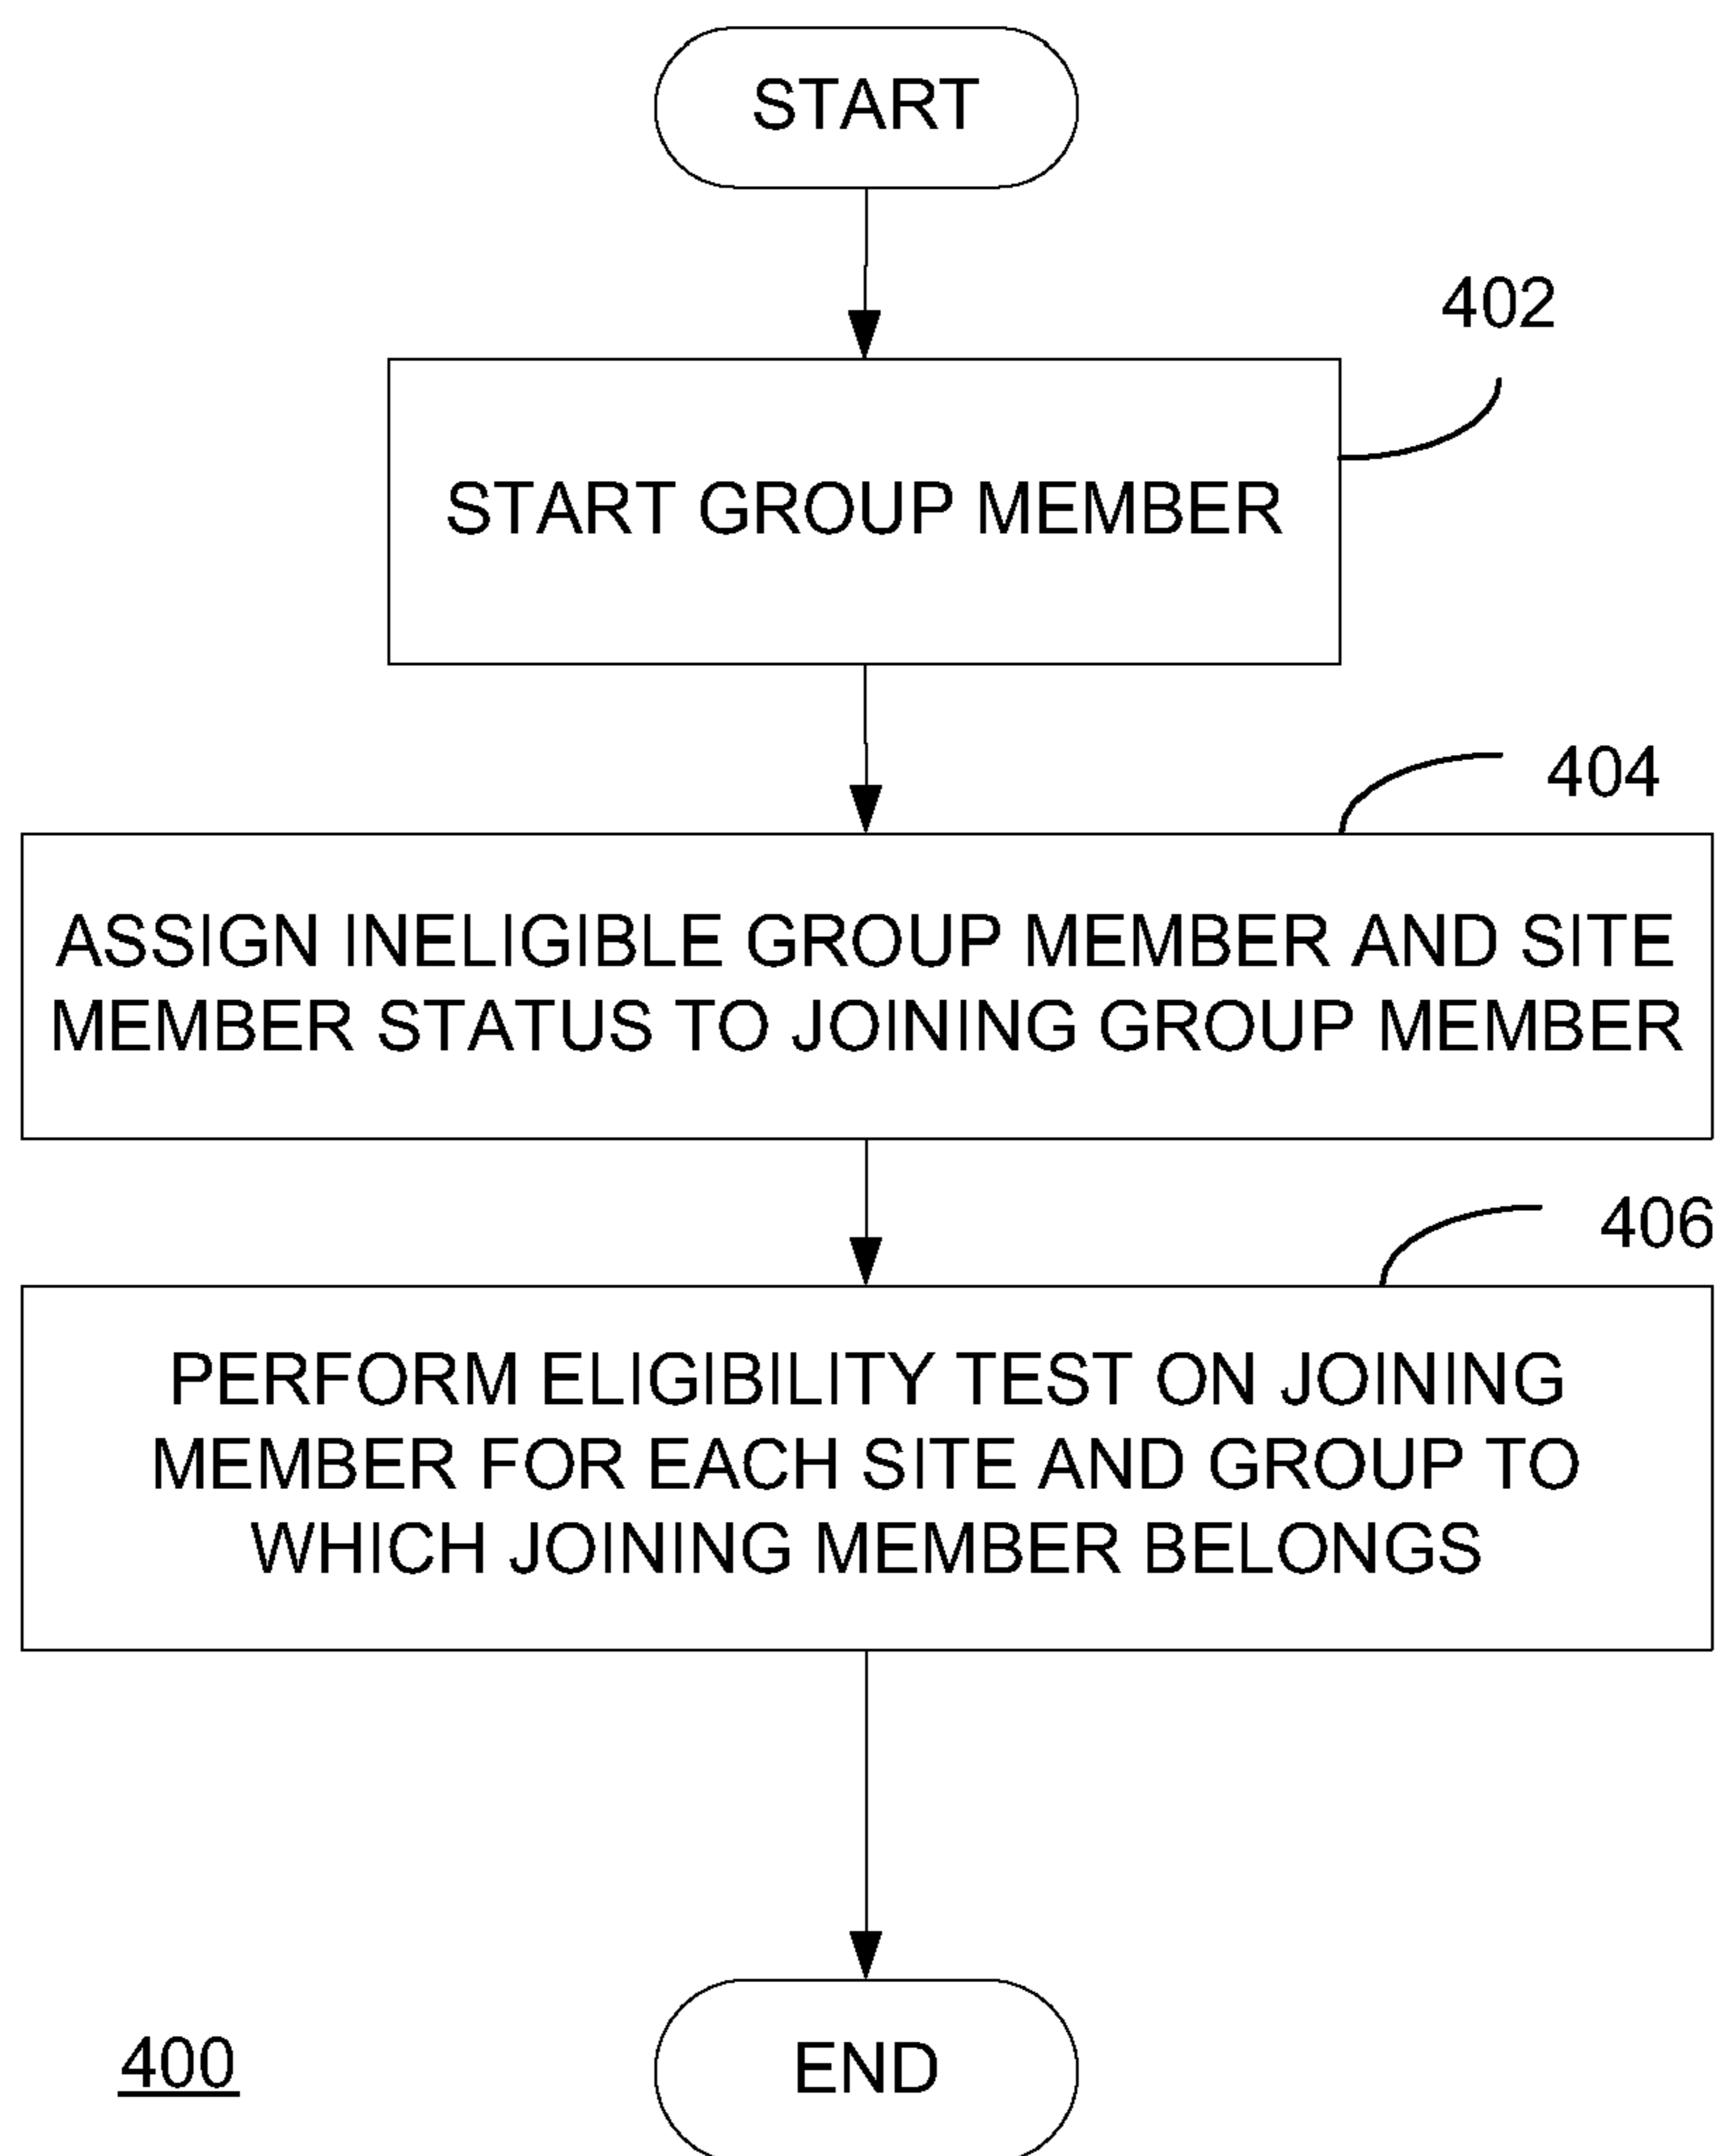 START
402
START GROUP MEMBER
404
ASSIGN INELIGIBLE GROUP MEMBER AND SITE
MEMBER STATUS TO JOINING GROUP MEMBER
406
PERFORM ELIGIBILITY TEST ON JOINING
MEMBER FOR EACH SITE AND GROUP TO
WHICH JOINING MEMBER BELONGS
400
END